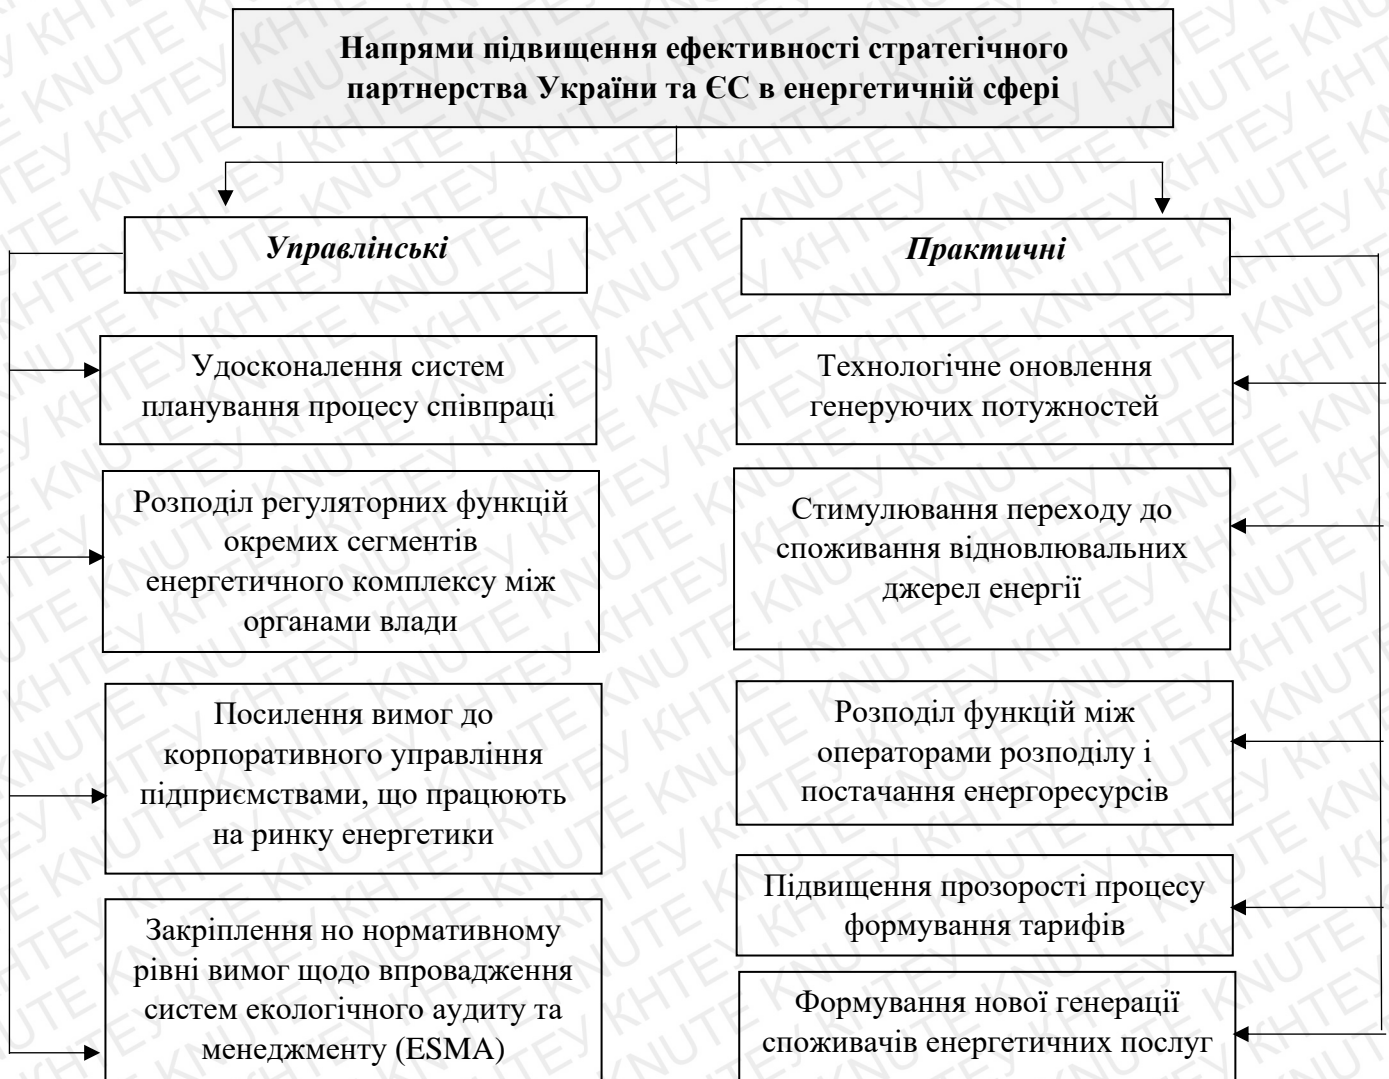 Напрями підвищення ефективності стратегічного
партнерства України та ЄС в енергетичній сфері
Управлінські
Практичні
Удосконалення систем
планування процесу співпраці
Розподіл регуляторних функцій
окремих сегментів
енергетичного комплексу між
органами влади
Посилення вимог до
корпоративного управління
підприємствами, що працюють
на ринку енергетики
Закріплення но нормативному
рівні вимог щодо впровадження
систем екологічного аудиту та
менеджменту (ESMA)
Технологічне оновлення
генеруючих потужностей
Стимулювання переходу до
споживання відновлювальних
джерел енергії
Розподіл функцій між
операторами розподілу і
постачання енергоресурсів
Підвищення прозорості процесу
формування тарифів
Формування нової генерації
споживачів енергетичних послуг